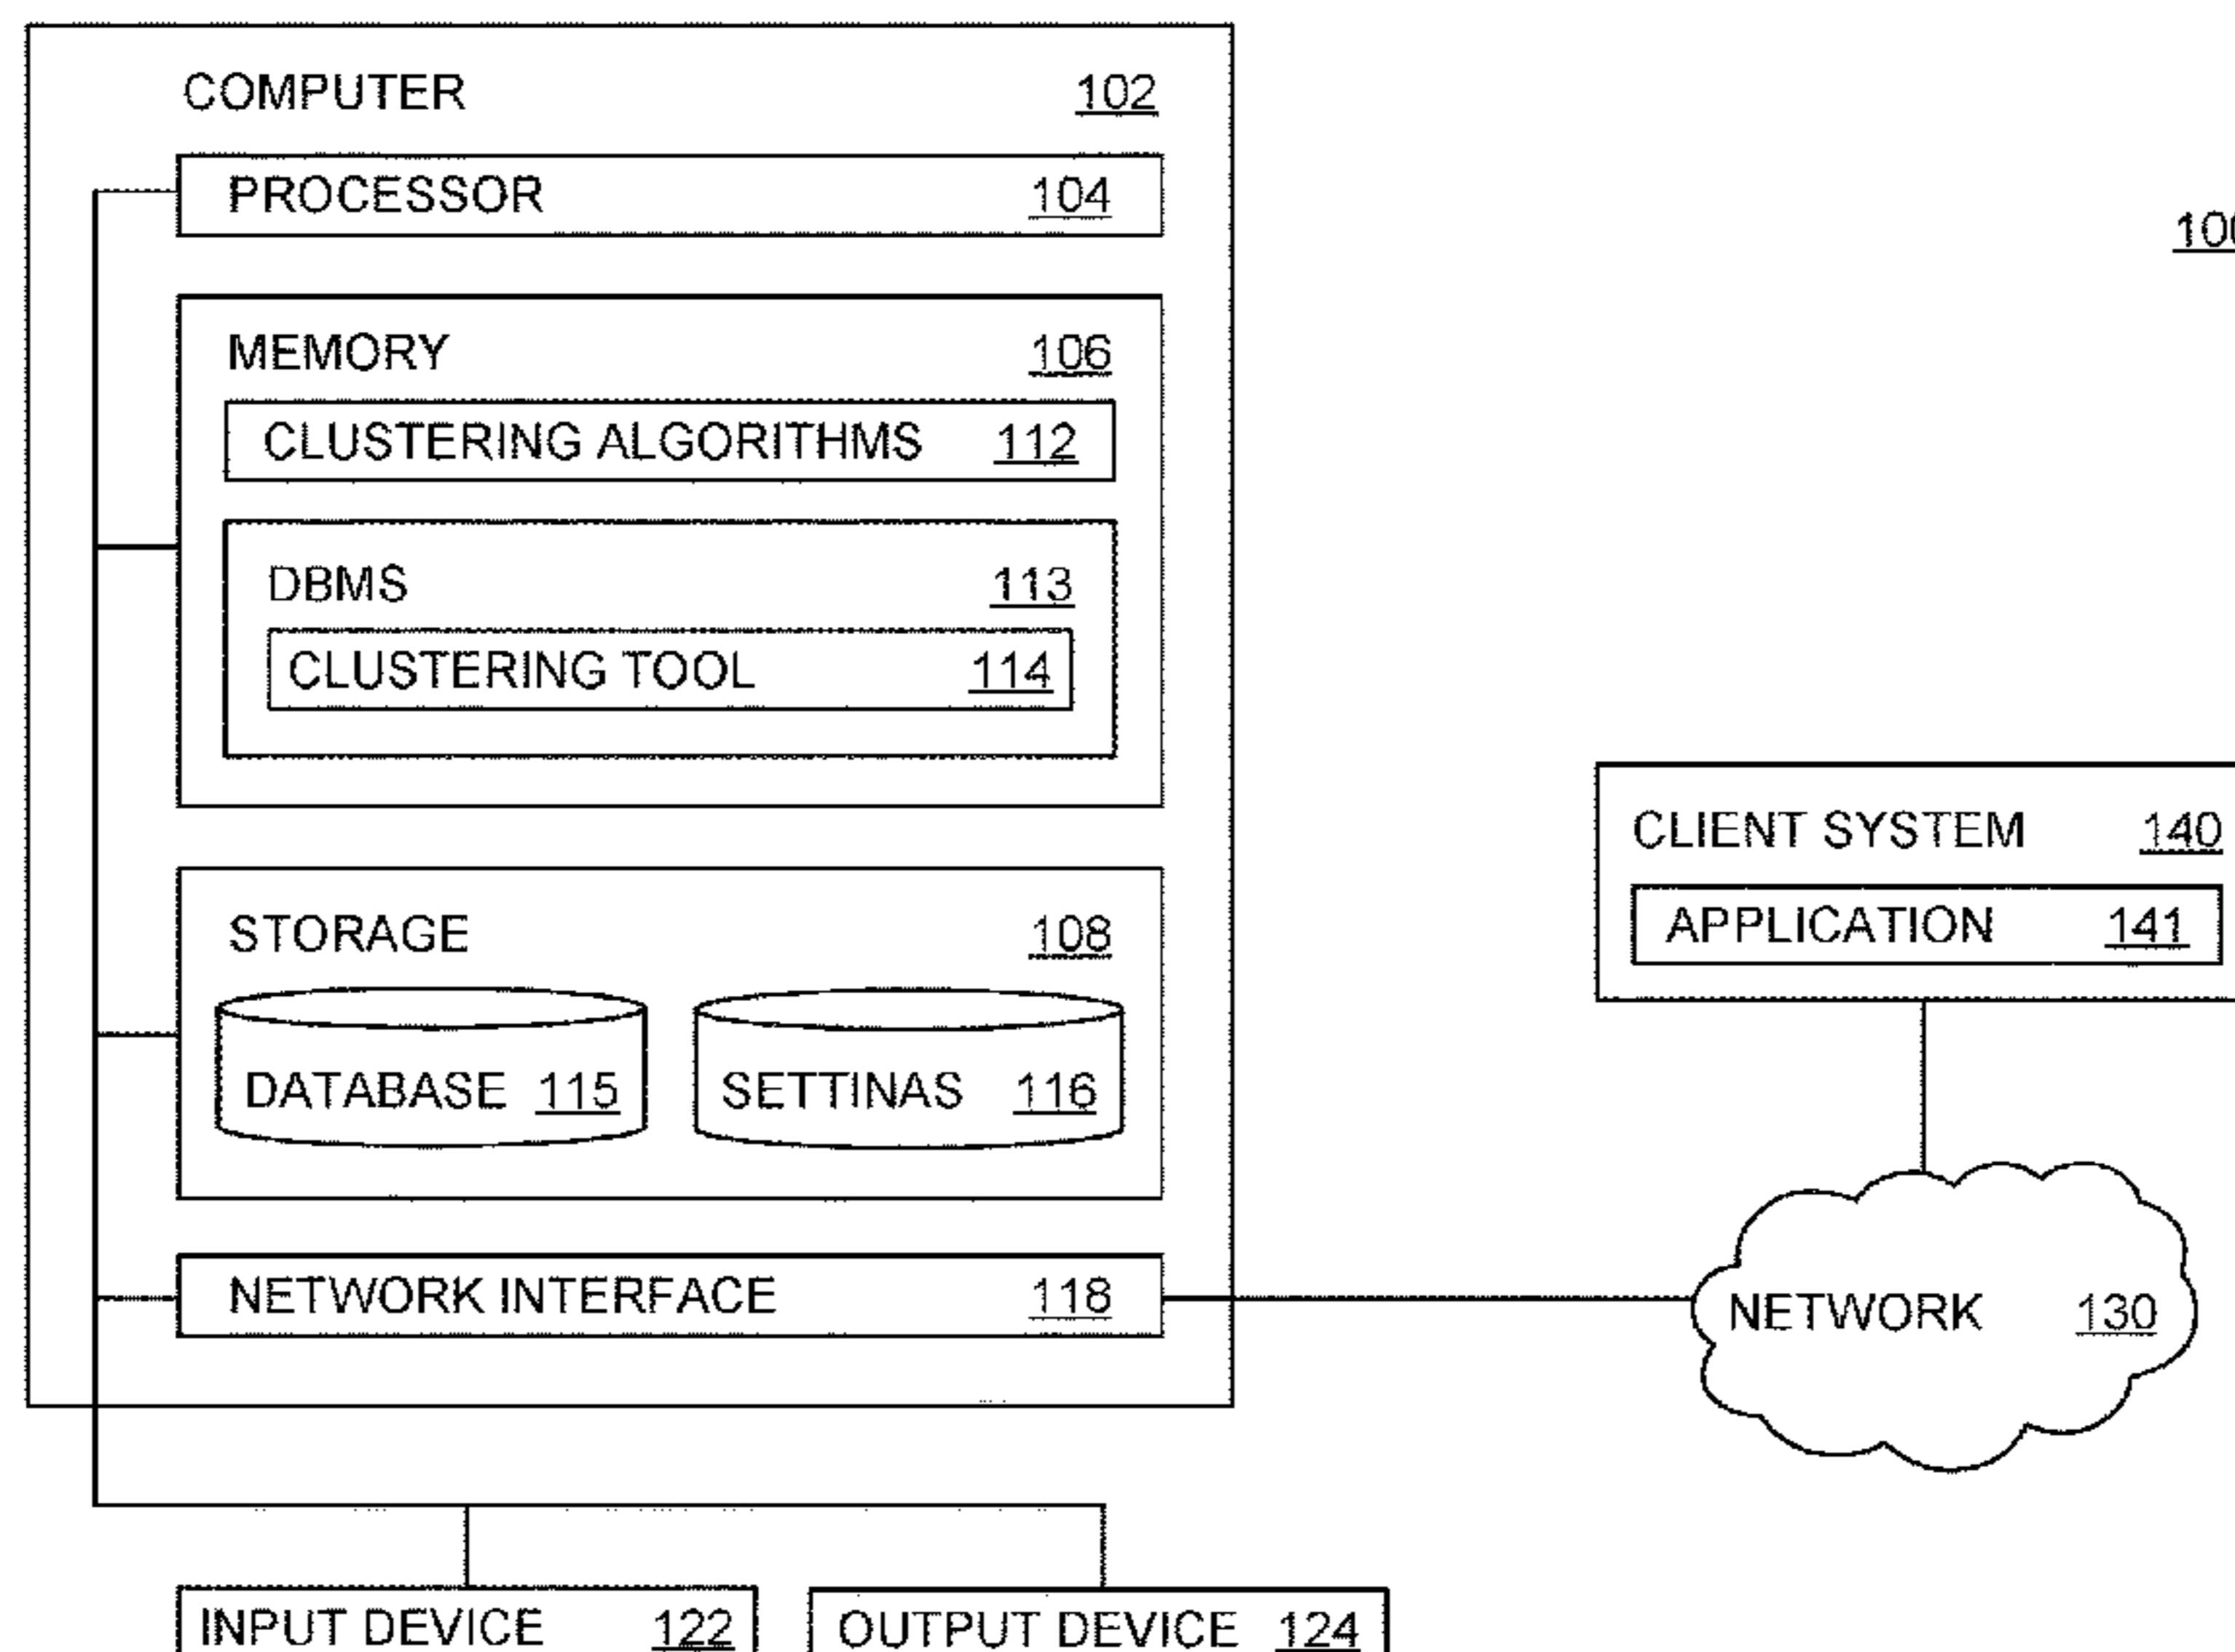 COMPUTER 102
PROCESSOR 104
100
MEMORY 106
CLUSTERING ALGORITHMS 112
DBMS 113
CLUSTERING TOOL 114
CLIENT SYSTEM 140
APPLICATION 141
STORAGE 108
DATABASE 115
SETTINAS 116
NETWORK INTERFACE 118
NETWORK 130
INPUT DEVICE 122
OUTPUT DEVICE 124